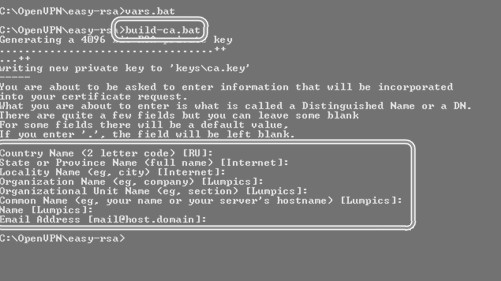 C:\OpenVPN\easy-rsa>vars.bat
C:\OpenVPN\easy-rsa>build-ca.bat
Generating a 4096 bit RSA private key
..................................++
...++
writing new private key to 'keys\ca.key'
-----
You are about to be asked to enter information that will be incorporated
into your certificate request.
What you are about to enter is what is called a Distinguished Name or a DN.
There are quite a few fields but you can leave some blank
For some fields there will be a default value,
If you enter '.', the field will be left blank.
Country Name (2 letter code) [RU]:
State or Province Name (full name) [Internet]:
Locality Name (eg, city) [Internet]:
Organization Name (eg, company) [Lumpics]:
Organizational Unit Name (eg, section) [Lumpics]:
Common Name (eg, your name or your server's hostname) [Lumpics]:
Name [Lumpics]:
Email Address [mail@host.domain]:
C:\OpenVPN\easy-rsa>